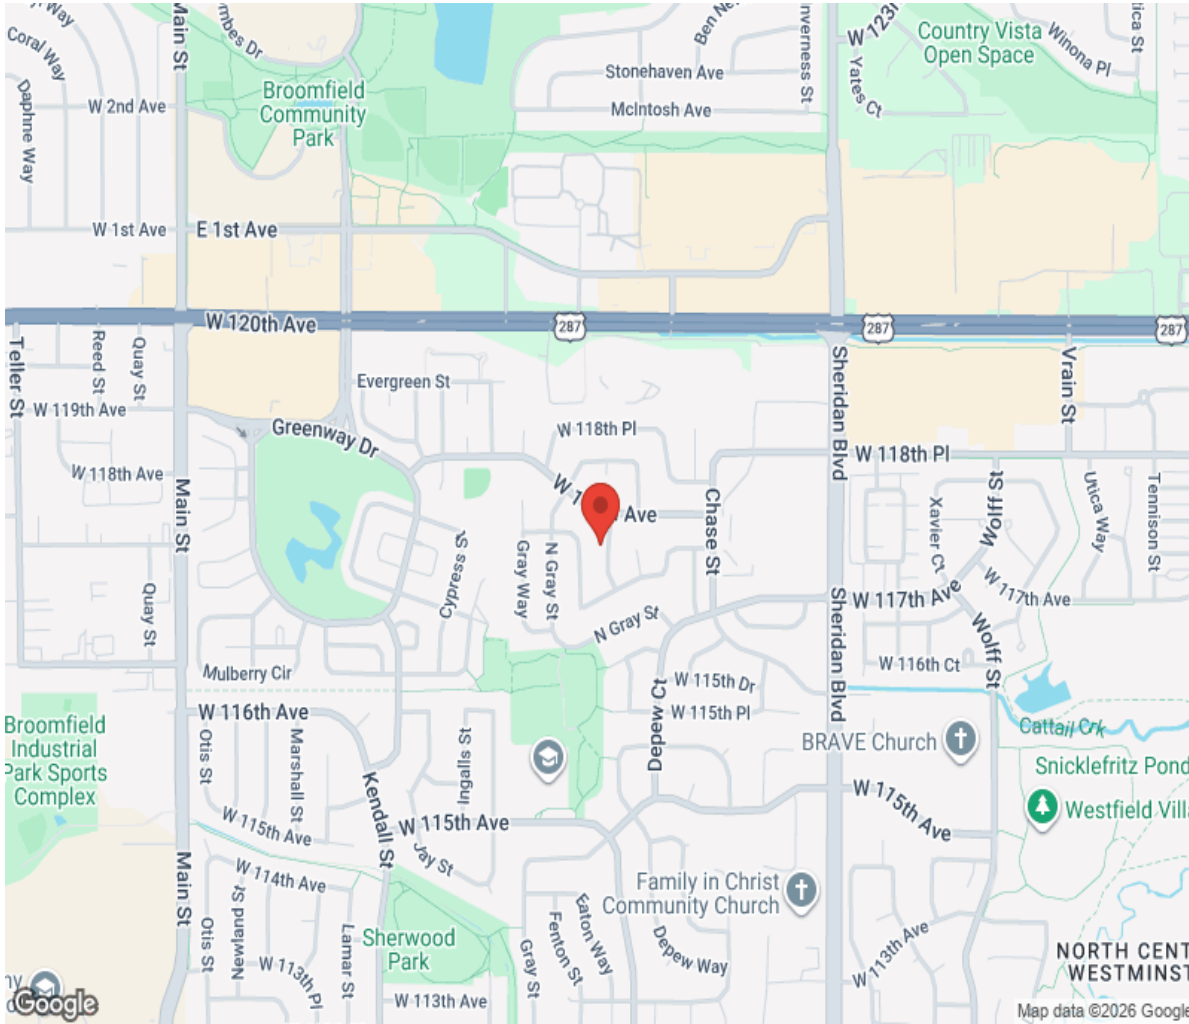 Coral Way
Daphne Way
W 2nd Ave
Main St
Broomfield
Community
Park
Stonehaven Ave
McIntosh Ave
W 123r
Yates Ct
Country Vista
Open Space
Winona Pl
W 1st Ave
E 1st Ave
W 120th Ave
287
287
287
Teller St
Reed St
Quay St
W 119th Ave
W 118th Ave
Evergreen St
Greenway Dr
W 118th Pl
Ave
Sheridan Blvd
W 118th Pl
Vrain St
Chase St
Wolff St
Xavier Ct
Utica Way
Tennison St
Main St
Quay St
Cypress St
Gray Way
N Gray St
N Gray St
W 117th Ave
W 117th Ave
Wolff St
W 116th Ct
Sheridan Blvd
Mulberry Cir
W 116th Ave
W 115th Dr
W 115th Pl
Depew Ct
Cattail Crk
BRAVE Church
Snicklefritz Pond
Westfield Villa
Broomfield
Industrial
Park Sports
Complex
Otis St
Marshall St
Ingalls St
Kendall St
W 115th Ave
W 115th Ave
W 115th Ave
Jay St
W 114th Ave
Main St
Otis St
Newland St
Lamar St
W 113th Pl
Sherwood
Park
W 113th Ave
Gray St
Fenton St
Eaton Way
Depew Way
Family in Christ
Community Church
W 113th Ave
NORTH CENT
WESTMINST
Google
Map data ©2026 Google